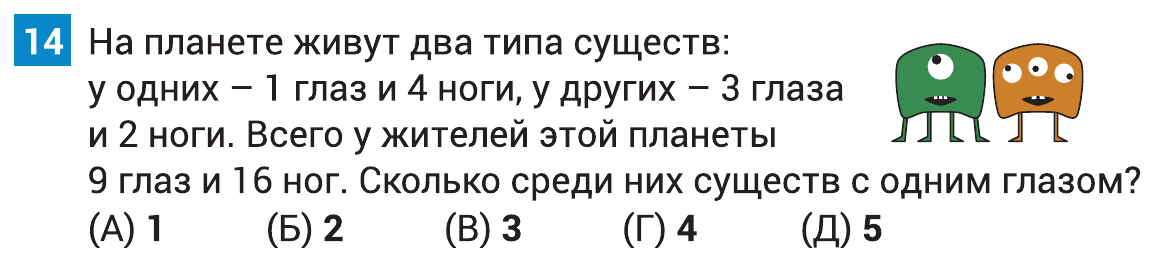 14 На планете живут два типа существ:
у одних – 1 глаз и 4 ноги, у других – 3 глаза
и 2 ноги. Всего у жителей этой планеты
9 глаз и 16 ног. Сколько среди них существ с одним глазом?
(А) 1 (Б) 2 (В) 3 (Г) 4 (Д) 5